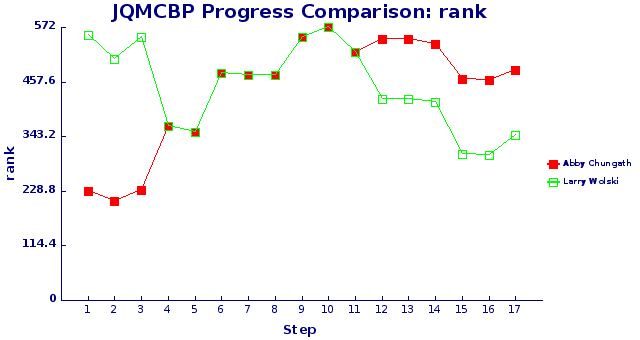 JQMCBP Progress Comparison: rank
572
457.6
343.2
228.8
114.4
0
rank
1 2 3 4 5 6 7 8 9 10 11 12 13 14 15 16 17
Step
Abby Chungath
Larry Wolski